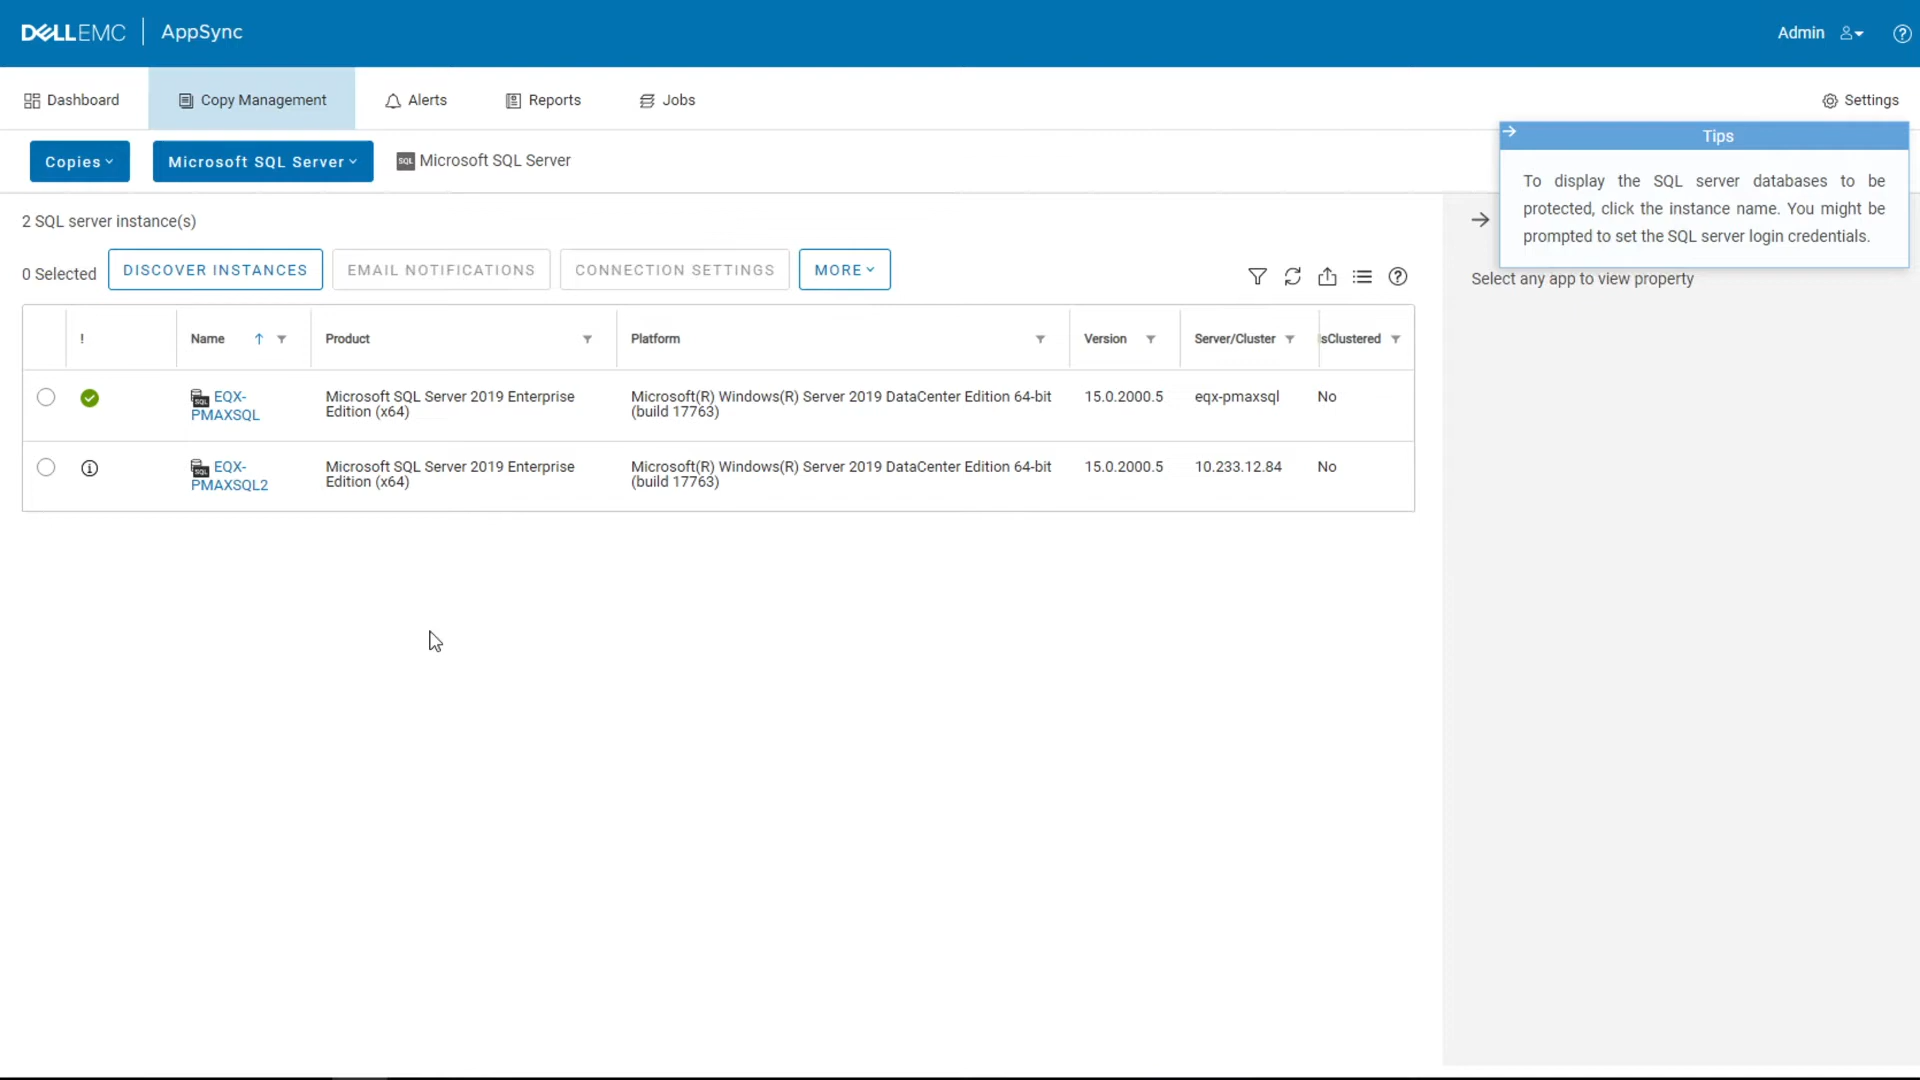 DELLEMC AppSync
Admin
Dashboard
Copy Management
Alerts
Reports
Jobs
Settings
Copies
Microsoft SQL Server
SQL Microsoft SQL Server
Tips
To display the SQL server databases to be
protected, click the instance name. You might be
prompted to set the SQL server login credentials.
2 SQL server instance(s)
0 Selected
DISCOVER INSTANCES
EMAIL NOTIFICATIONS
CONNECTION SETTINGS
MORE
Select any app to view property
!
Name
Product
Platform
Version
Server/Cluster
sClustered
SQL EQX-
PMAXSQL
Microsoft SQL Server 2019 Enterprise
Edition (x64)
Microsoft(R) Windows(R) Server 2019 DataCenter Edition 64-bit
(build 17763)
15.0.2000.5
eqx-pmaxsql
No
SQL EQX-
PMAXSQL2
Microsoft SQL Server 2019 Enterprise
Edition (x64)
Microsoft(R) Windows(R) Server 2019 DataCenter Edition 64-bit
(build 17763)
15.0.2000.5
10.233.12.84
No